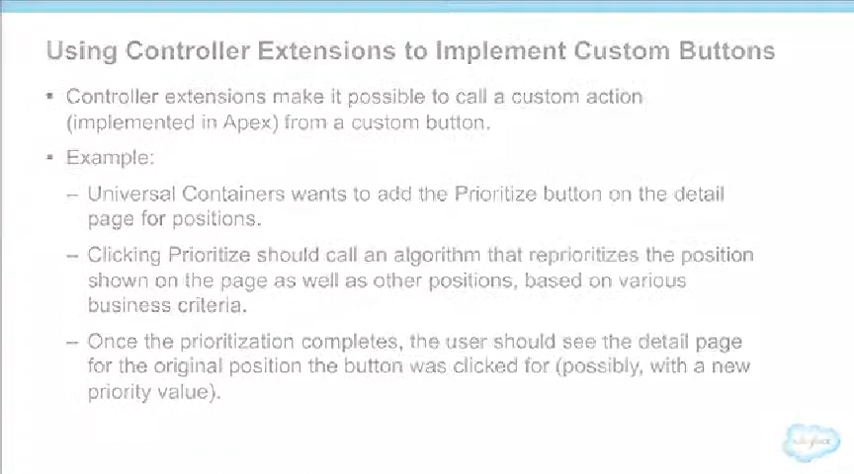 Using Controller Extensions to Implement Custom Buttons
▪ Controller extensions make it possible to call a custom action
(implemented in Apex) from a custom button.
▪ Example:
– Universal Containers wants to add the Prioritize button on the detail
page for positions.
– Clicking Prioritize should call an algorithm that reprioritizes the position
shown on the page as well as other positions, based on various
business criteria.
– Once the prioritization completes, the user should see the detail page
for the original position the button was clicked for (possibly, with a new
priority value).